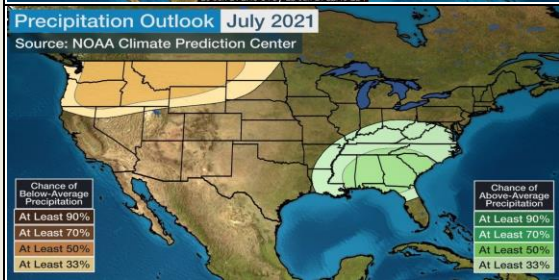 Precipitation Outlook July 2021
Source: NOAA Climate Prediction Center
Chance of
Below-Average
Precipitation
At Least 90%
At Least 70%
At Least 50%
At Least 33%
Chance of
Above-Average
Precipitation
At Least 90%
At Least 70%
At Least 50%
At Least 33%